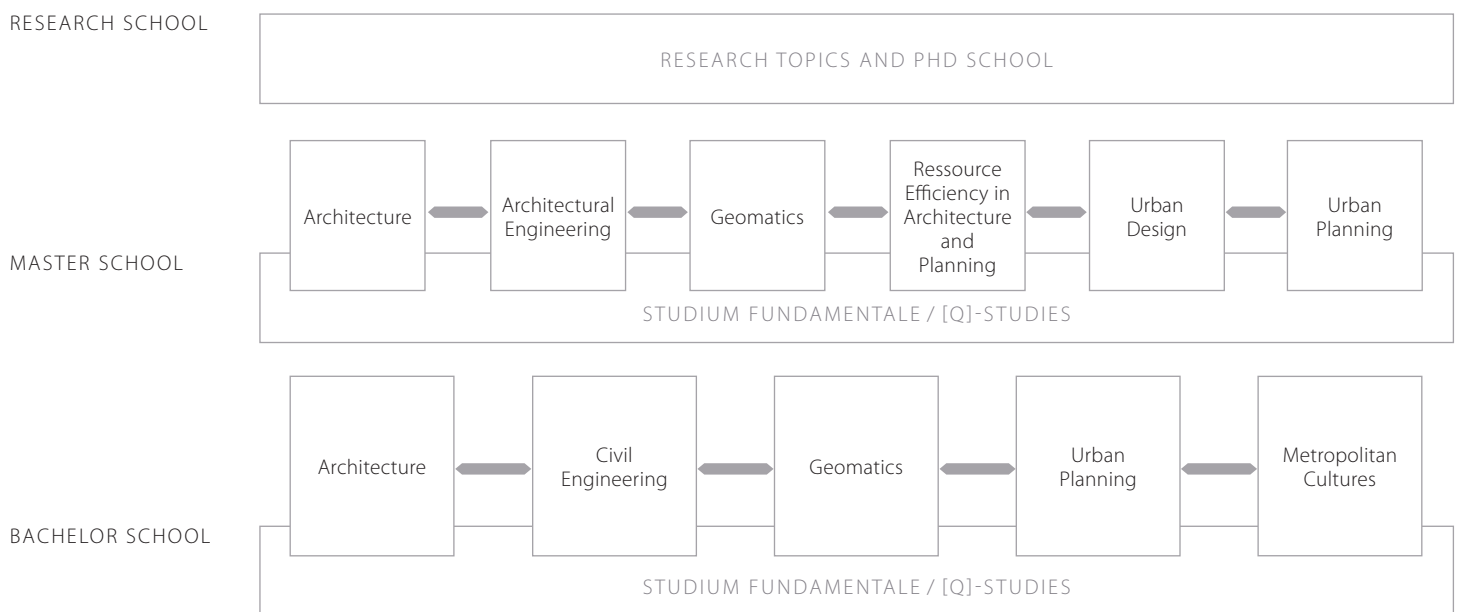 RESEARCH SCHOOL
RESEARCH TOPICS AND PHD SCHOOL
Architecture
Architectural
Engineering
Geomatics
Ressource
Efficiency in
Architecture
and
Planning
Urban
Design
Urban
Planning
MASTER SCHOOL
STUDIUM FUNDAMENTALE / [Q]-STUDIES
Architecture
Civil
Engineering
Geomatics
Urban
Planning
Metropolitan
Cultures
BACHELOR SCHOOL
STUDIUM FUNDAMENTALE / [Q]-STUDIES